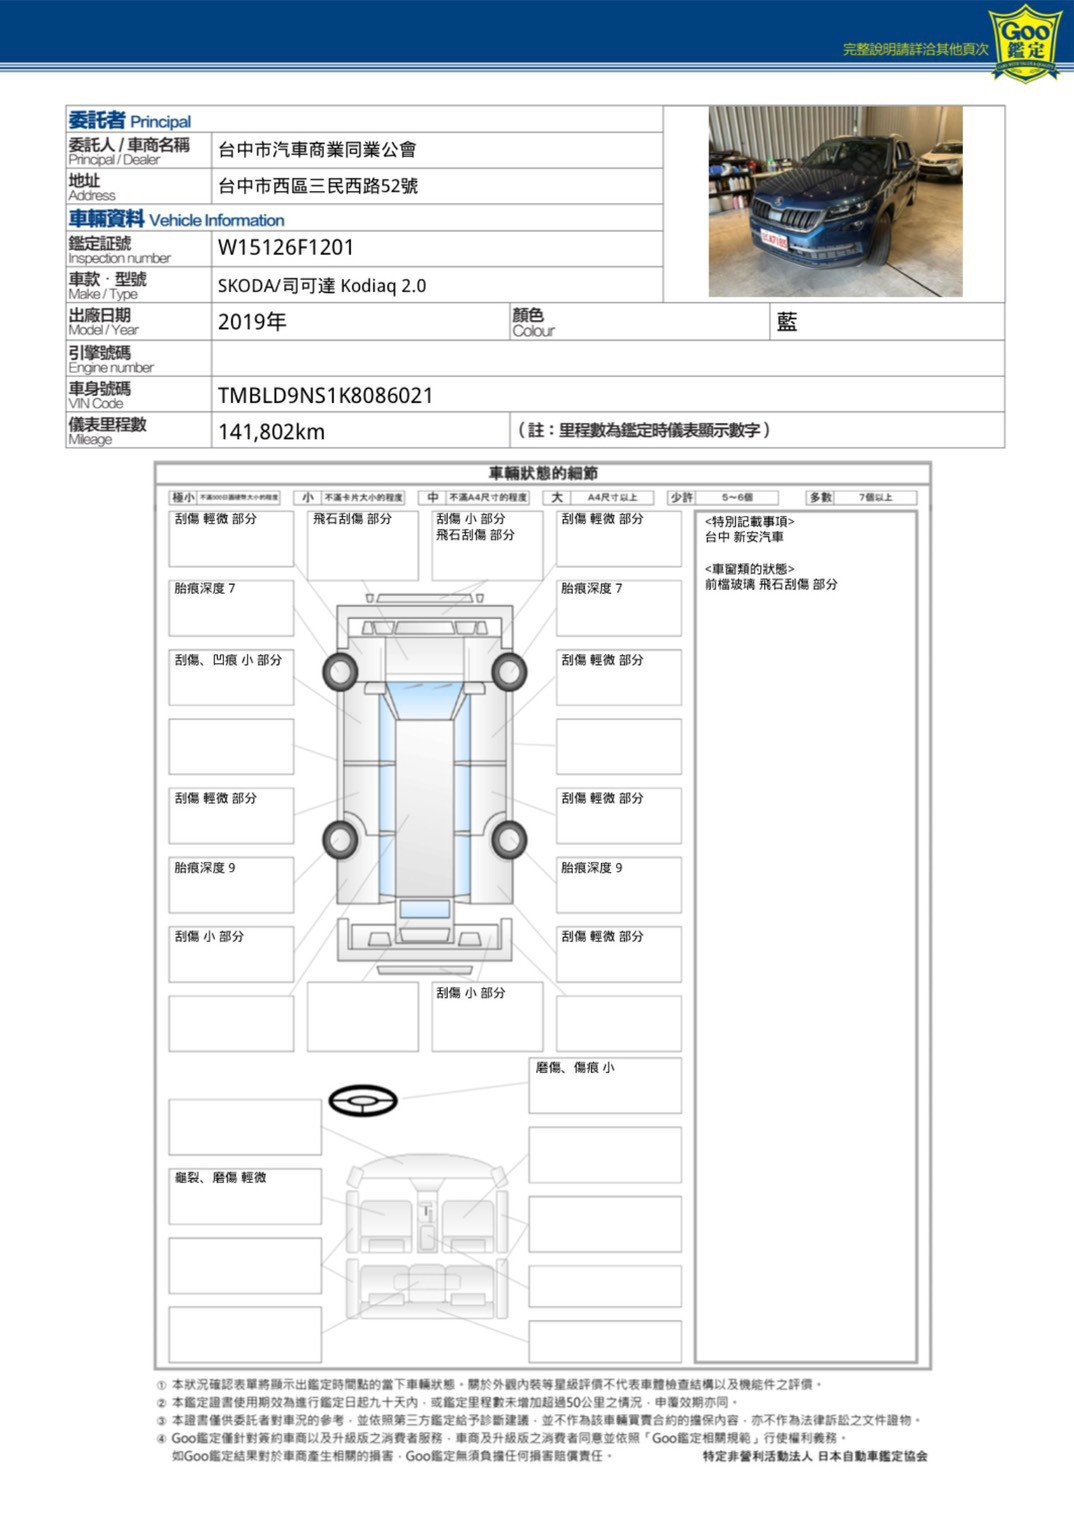 完整說明請詳洽其他頁次
Goo
鑑定
委託者 Principal
委託人 / 車商名稱
Principal / Dealer
台中市汽車商業同業公會
地址
Address
台中市西區三民西路52號
車輛資料 Vehicle Information
鑑定証號
Inspection number
W15126F1201
車款‧型號
Make / Type
SKODA/司可達 Kodiaq 2.0
出廠日期
Model / Year
2019年
顏色
Colour
藍
引擎號碼
Engine number
車身號碼
VIN Code
TMBLD9NS1K8086021
儀表里程數
Mileage
141,802km
（註：里程數為鑑定時儀表顯示數字）
車輛狀態的細節
極小 不滿500日圓硬幣大小的程度 小 不滿卡片大小的程度 中 不滿A4尺寸的程度 大 A4尺寸以上 少許 5～6個 多數 7個以上
刮傷 輕微 部分
飛石刮傷 部分
刮傷 小 部分
飛石刮傷 部分
刮傷 輕微 部分
<特別記載事項>
台中 新安汽車
<車窗類的狀態>
前檔玻璃 飛石刮傷 部分
胎痕深度 7
胎痕深度 7
刮傷、凹痕 小 部分
刮傷 輕微 部分
刮傷 輕微 部分
刮傷 輕微 部分
胎痕深度 9
胎痕深度 9
刮傷 小 部分
刮傷 輕微 部分
刮傷 小 部分
磨傷、傷痕 小
龜裂、磨傷 輕微
① 本狀況確認表單將顯示出鑑定時間點的當下車輛狀態。關於外觀內裝等星級評價不代表車體檢查結構以及機能件之評價。
② 本鑑定證書使用期效為進行鑑定日起九十天內，或鑑定里程數未增加超過50公里之情況，申覆效期亦同。
③ 本證書僅供委託者對車況的參考，並依照第三方鑑定給予診斷建議，並不作為該車輛買賣合約的擔保內容，亦不作為法律訴訟之文件證物。
④ Goo鑑定僅針對簽約車商以及升級版之消費者服務，車商及升級版之消費者同意並依照「Goo鑑定相關規範」行使權利義務。
如Goo鑑定結果對於車商產生相關的損害，Goo鑑定無須負擔任何損害賠償責任。
特定非營利活動法人 日本自動車鑑定協会